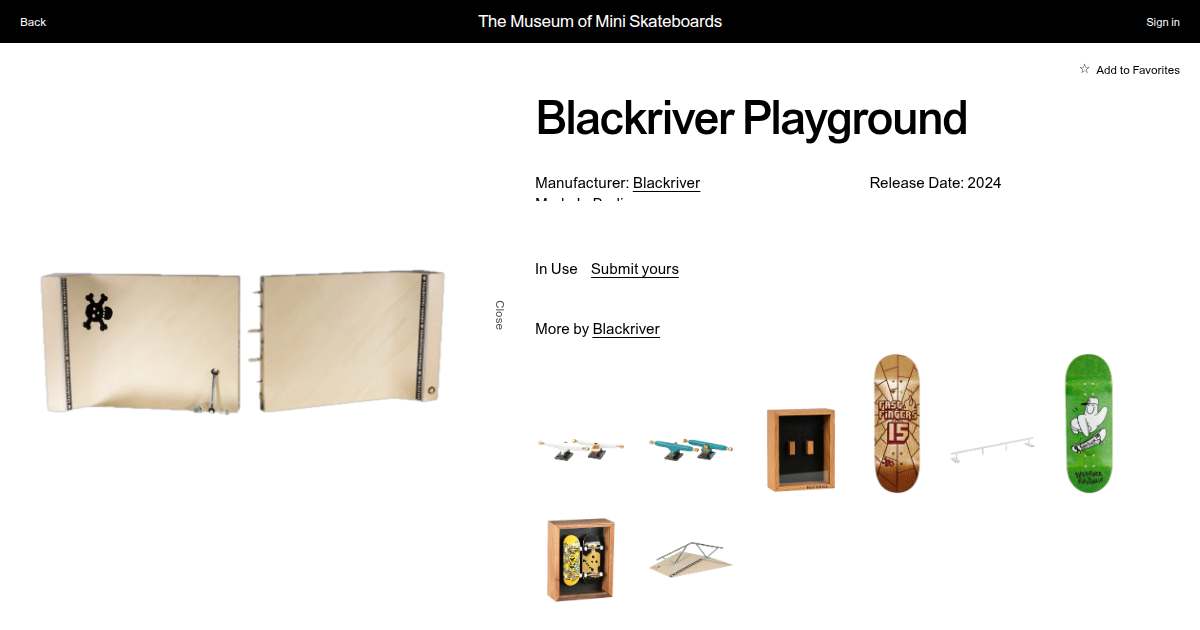 Back
The Museum of Mini Skateboards
Sign in
☆ Add to Favorites
Blackriver Playground
Manufacturer: Blackriver
Release Date: 2024
In Use
Submit yours
Close
More by Blackriver
FAST
FINGERS
15